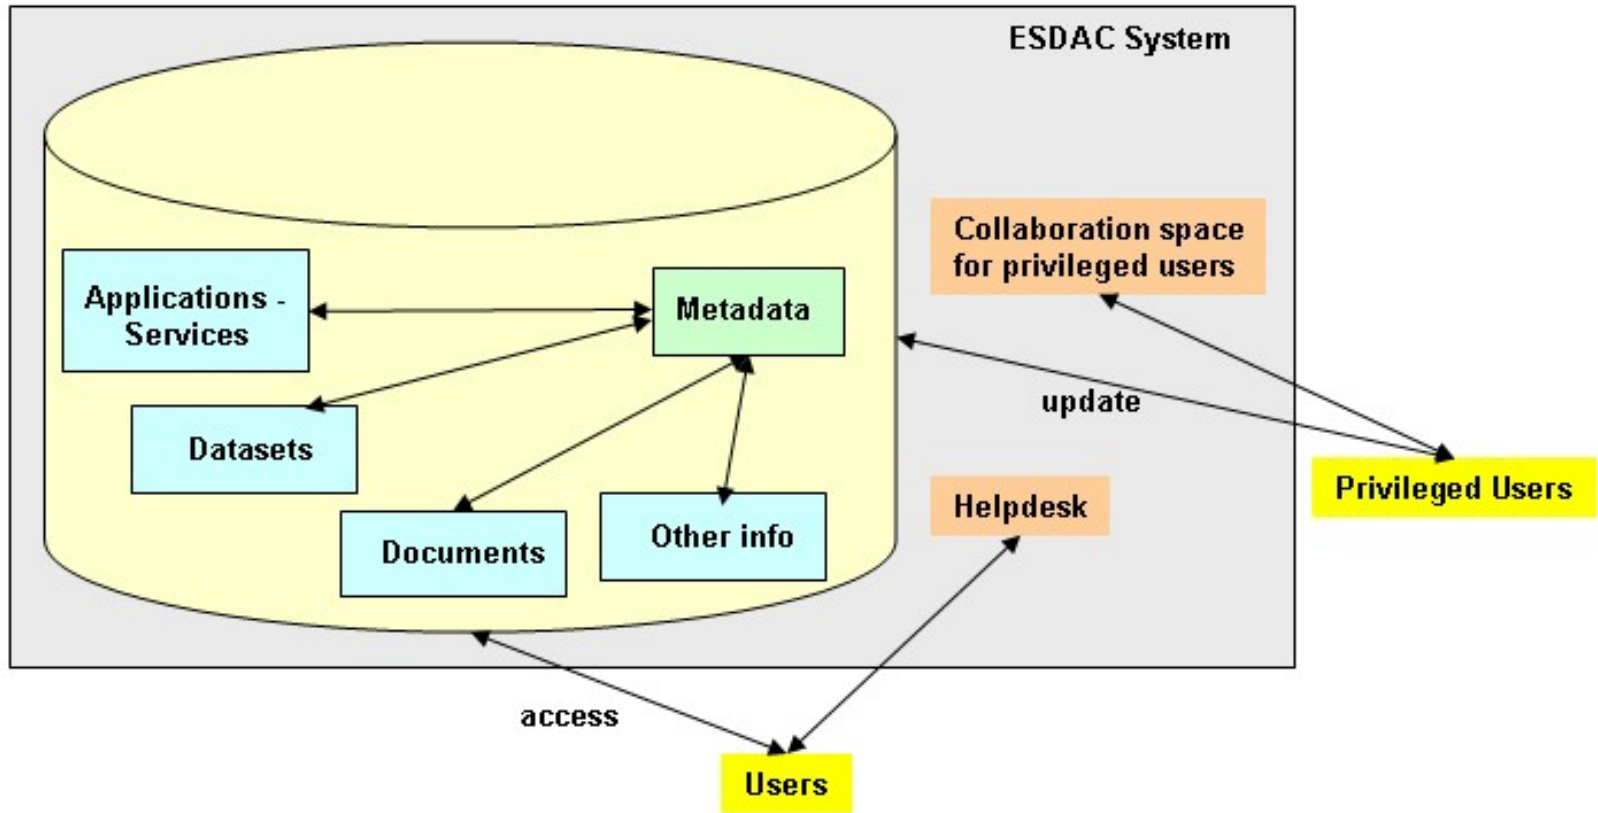 ESDAC System
Collaboration space
for privileged users
Applications -
Services
Metadata
update
Datasets
Privileged Users
Helpdesk
Documents
Other info
access
Users